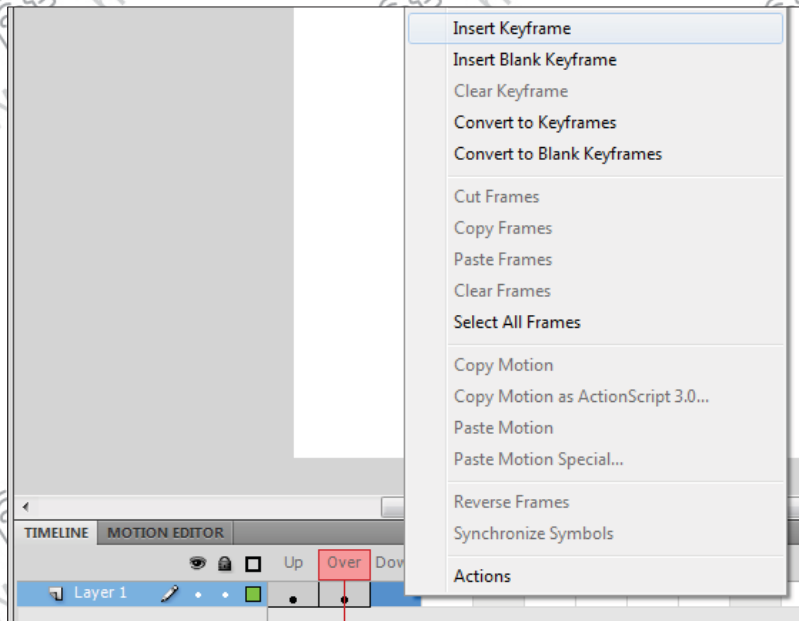 Insert Keyframe
Insert Blank Keyframe
Clear Keyframe
Convert to Keyframes
Convert to Blank Keyframes
Cut Frames
Copy Frames
Paste Frames
Clear Frames
Select All Frames
Copy Motion
Copy Motion as ActionScript 3.0...
Paste Motion
Paste Motion Special...
Reverse Frames
Synchronize Symbols
Actions
TIMELINE MOTION EDITOR
Up Over Dow
Layer 1